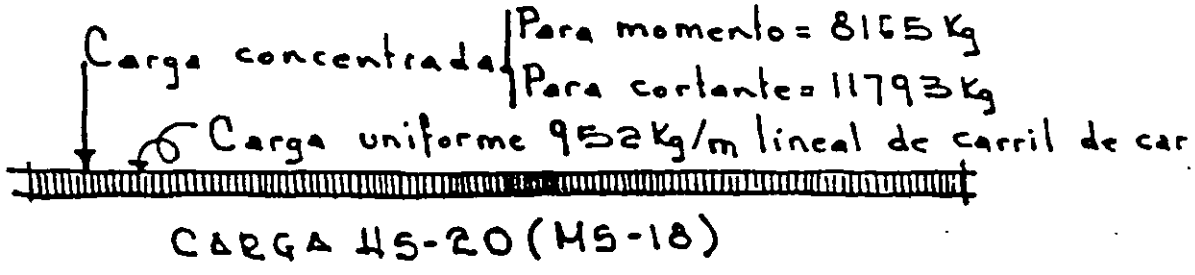 Para momento = 8165 Kg
Carga concentrada
Para cortante = 11793 Kg
Carga uniforme 952 Kg/m lineal de carril de car
CARGA HS-20 (MS-18)